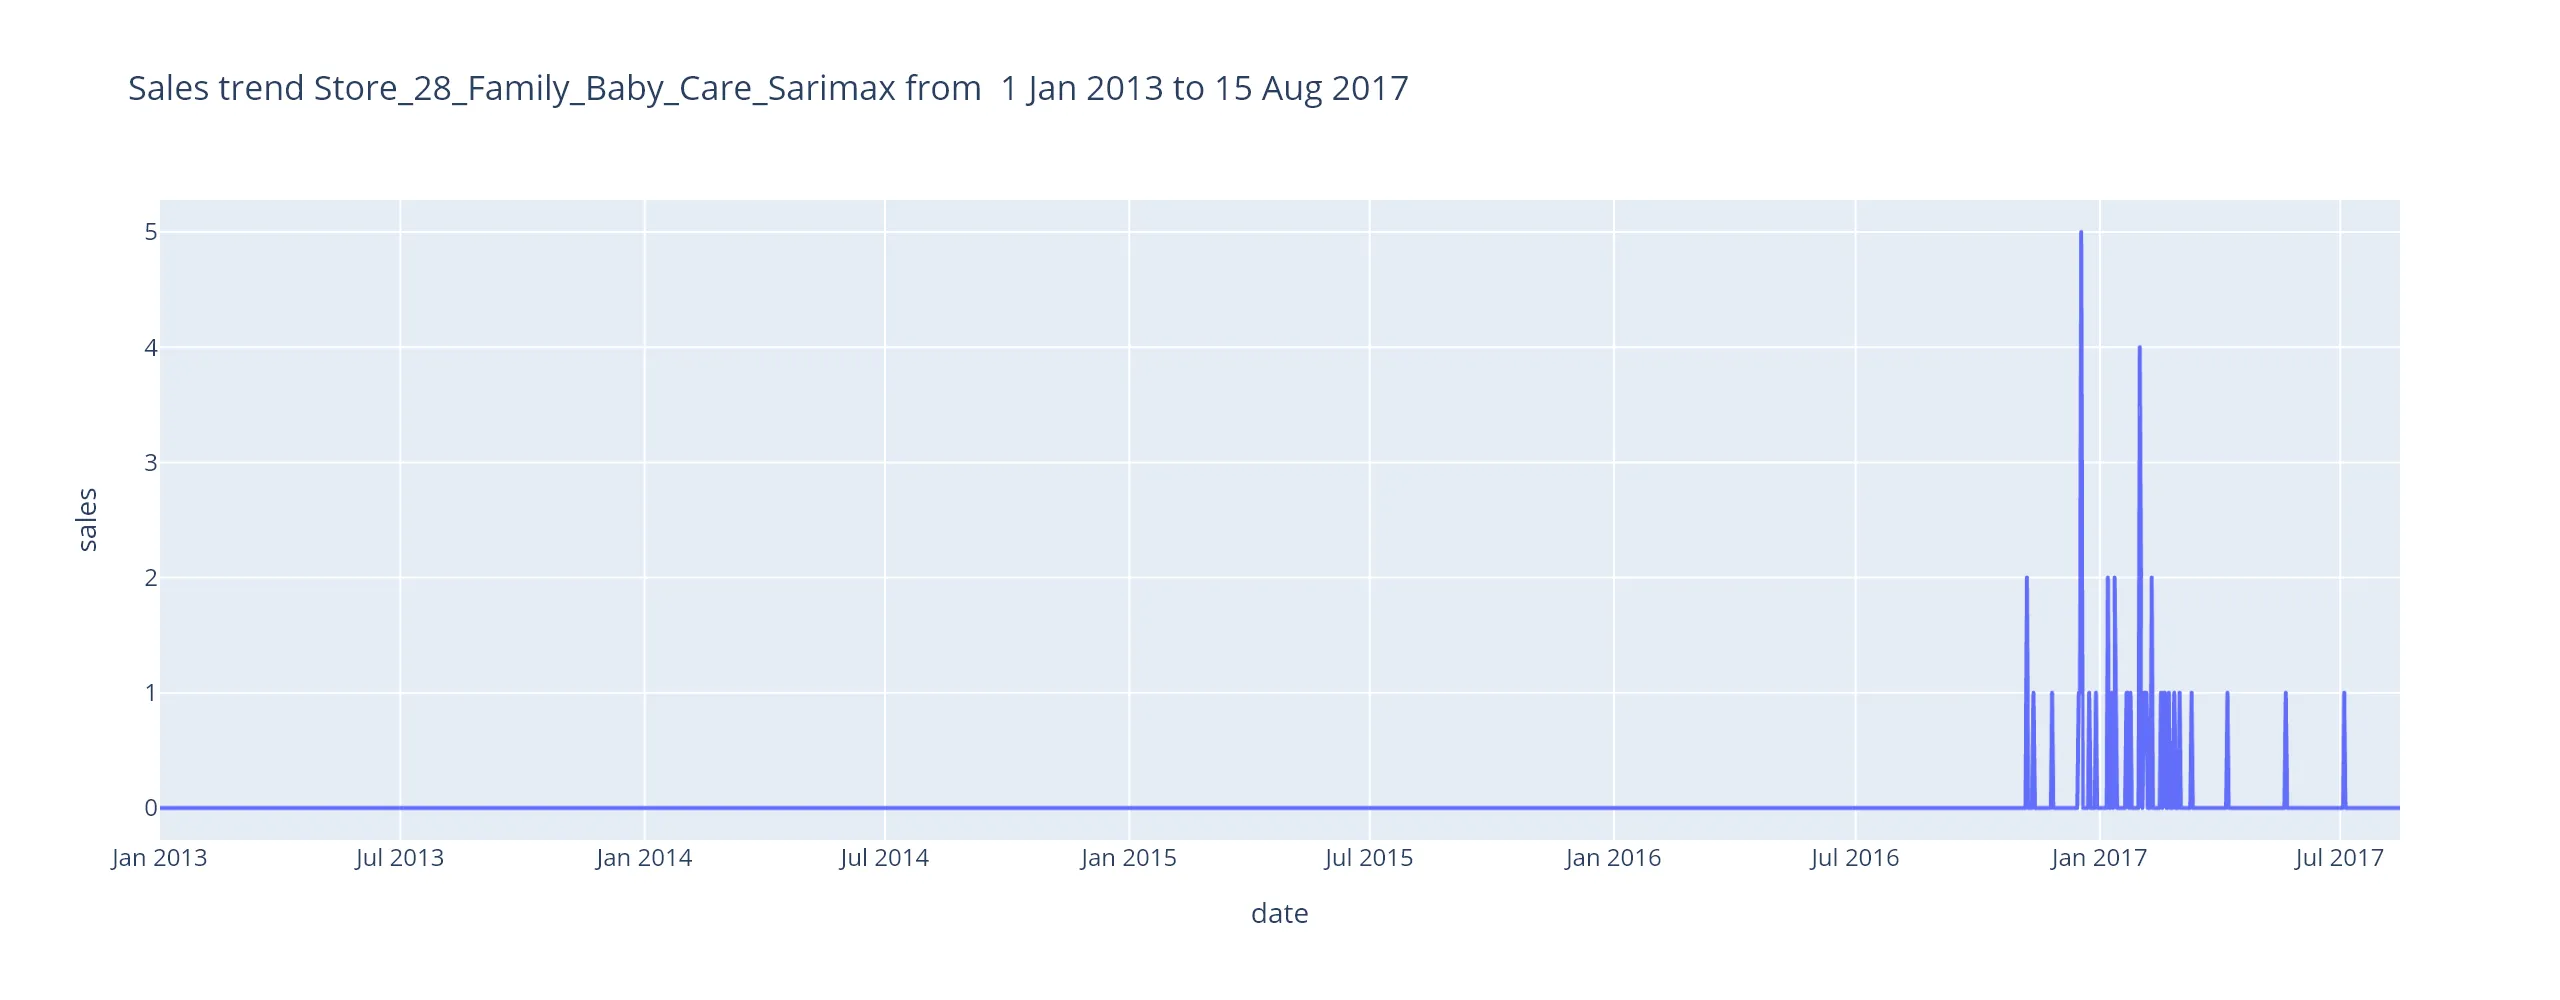 Sales trend Store_28_Family_Baby_Care_Sarimax from  1 Jan 2013 to 15 Aug 2017
5
4
3
2
1
0
sales
Jan 2013 Jul 2013 Jan 2014 Jul 2014 Jan 2015 Jul 2015 Jan 2016 Jul 2016 Jan 2017 Jul 2017
date